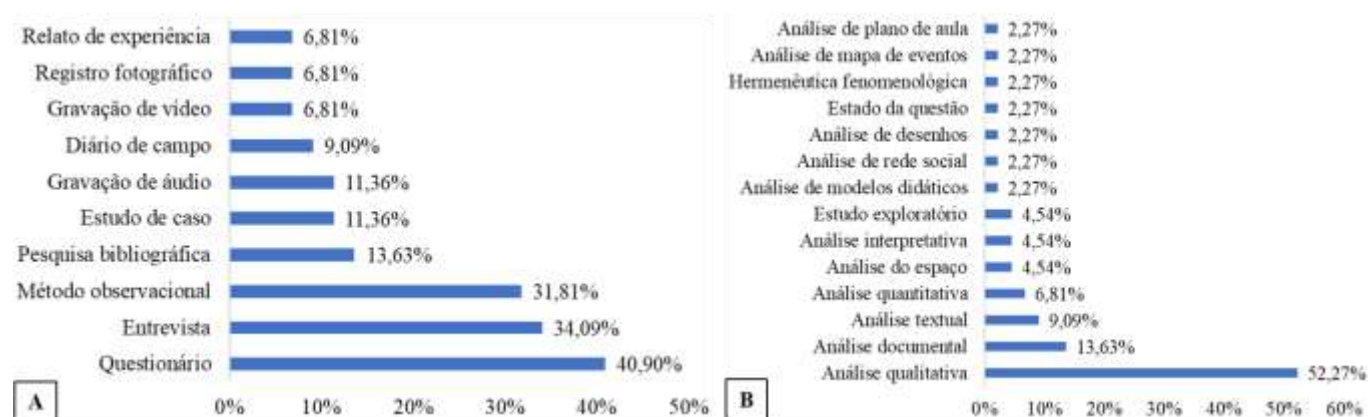 Relato de experiência 6,81%
Registro fotográfico 6,81%
Gravação de vídeo 6,81%
Diário de campo 9,09%
Gravação de áudio 11,36%
Estudo de caso 11,36%
Pesquisa bibliográfica 13,63%
Método observacional 31,81%
Entrevista 34,09%
Questionário 40,90%
A 0% 10% 20% 30% 40% 50%
Análise de plano de aula 2,27%
Análise de mapa de eventos 2,27%
Hermenêutica fenomenológica 2,27%
Estado da questão 2,27%
Análise de desenhos 2,27%
Análise de rede social 2,27%
Análise de modelos didáticos 2,27%
Estudo exploratório 4,54%
Análise interpretativa 4,54%
Análise do espaço 4,54%
Análise quantitativa 6,81%
Análise textual 9,09%
Análise documental 13,63%
Análise qualitativa 52,27%
B 0% 10% 20% 30% 40% 50% 60%